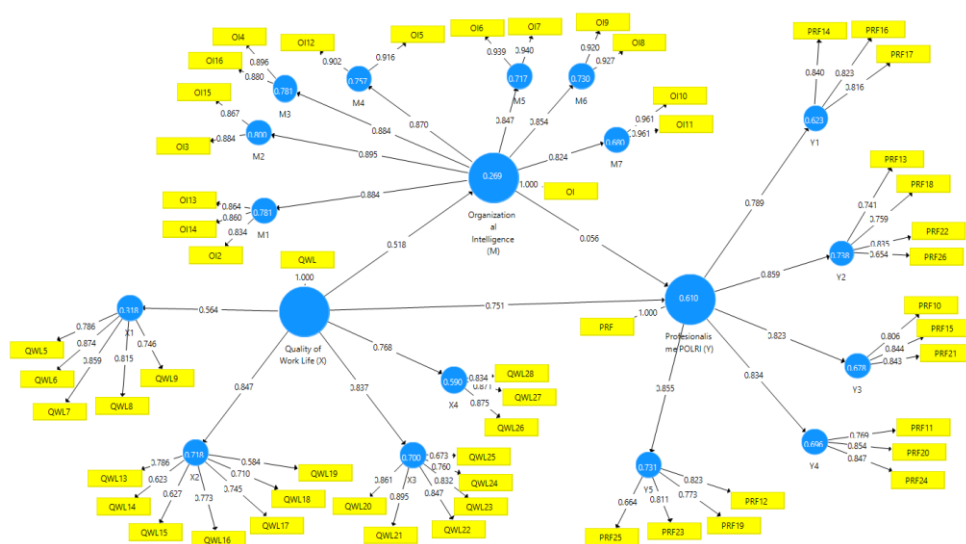 OI6
OI7
OI9
OI8
0.939
0.940
0.920
0.927
0.717
M5
0.730
M6
OI4
OI12
OI5
OI16
0.896
0.880
0.902
0.916
0.757
M4
0.781
M3
OI15
OI3
0.867
0.884
0.800
M2
OI10
OI11
0.961
0.961
0.680
M7
OI13
OI14
OI2
0.864
0.860
0.834
0.781
M1
0.884
0.895
0.884
0.870
0.847
0.854
0.824
0.269
1.000
OI
Organization
al
Intelligence
(M)
PRF14
PRF16
PRF17
0.840
0.823
0.816
0.623
Y1
PRF13
PRF18
PRF22
PRF26
0.741
0.759
0.835
0.654
0.738
Y2
0.518
0.056
0.789
0.859
QWL
1.000
Quality of
Work Life (X)
0.751
PRF
1.000
0.610
Profesionalis
me POLRI (Y)
0.823
0.834
0.855
PRF10
PRF15
PRF21
0.806
0.844
0.843
0.678
Y3
0.564
0.318
X1
0.786
0.874
0.859
0.815
0.746
QWL5
QWL6
QWL7
QWL8
QWL9
0.768
0.847
0.837
0.590
X4
0.834
0.871
0.875
QWL28
QWL27
QWL26
PRF11
PRF20
PRF24
0.769
0.854
0.847
0.696
Y4
0.718
X2
0.786
0.623
0.627
0.773
0.745
0.710
0.584
QWL13
QWL14
QWL15
QWL16
QWL17
QWL18
QWL19
0.700
X3
0.861
0.895
0.847
0.832
0.760
0.673
QWL20
QWL21
QWL22
QWL23
QWL24
QWL25
0.731
Y5
0.664
0.811
0.773
0.823
PRF25
PRF23
PRF19
PRF12